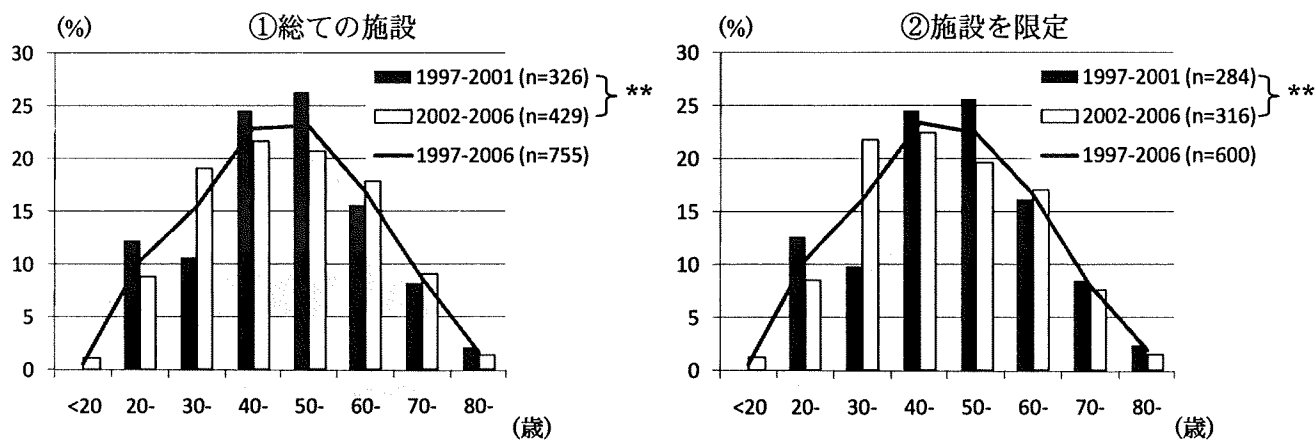 ①総ての施設
(%)
30
25
20
15
10
5
0
1997-2001 (n=326)
2002-2006 (n=429)
1997-2006 (n=755)
**
<20 20- 30- 40- 50- 60- 70- 80-
(歳)
②施設を限定
(%)
30
25
20
15
10
5
0
1997-2001 (n=284)
2002-2006 (n=316)
1997-2006 (n=600)
**
<20 20- 30- 40- 50- 60- 70- 80-
(歳)